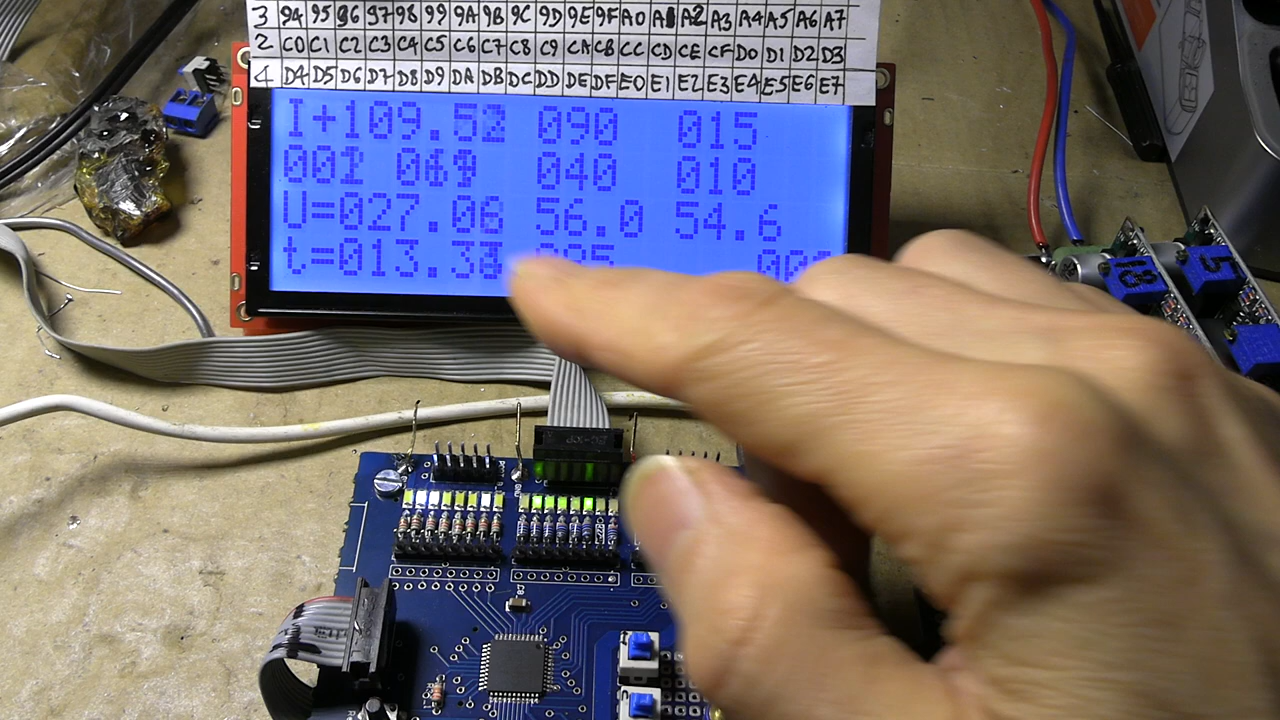 3 94 95 96 97 98 99 9A 9B 9C 9D 9E 9F A0 A1 A2 A3 A4 A5 A6 A7
2 C0 C1 C2 C3 C4 C5 C6 C7 C8 C9 CA CB CC CD CE CF D0 D1 D2 D3
4 D4 D5 D6 D7 D8 D9 DA DB DC DD DE DF E0 E1 E2 E3 E4 E5 E6 E7
I+109.5 090 015
040 010
U=027.06 56.0 54.6
t=013.3
18
5
GND